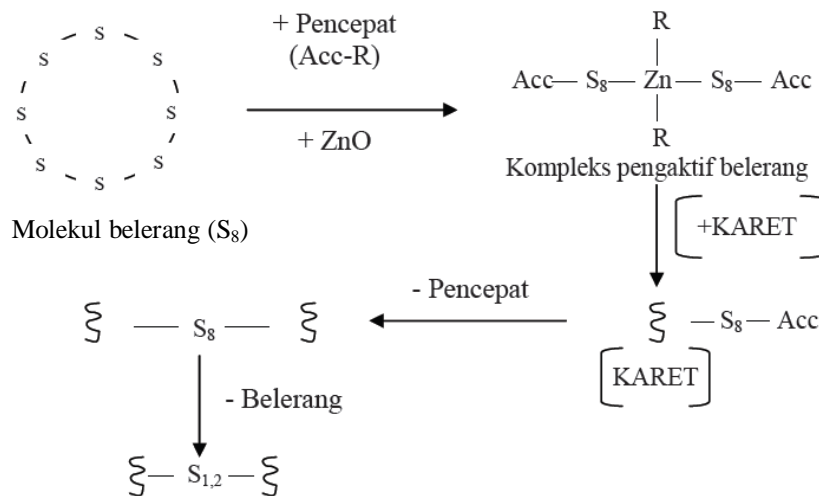 S
S S
S S
S S
S
+ Pencepat
(Acc-R)
+ ZnO
R
Acc— S₈— Zn — S₈— Acc
R
Kompleks pengaktif belerang
Molekul belerang (S₈)
+KARET
- Pencepat
— S₈ —
— S₈— Acc
KARET
- Belerang
— S₁,₂ —